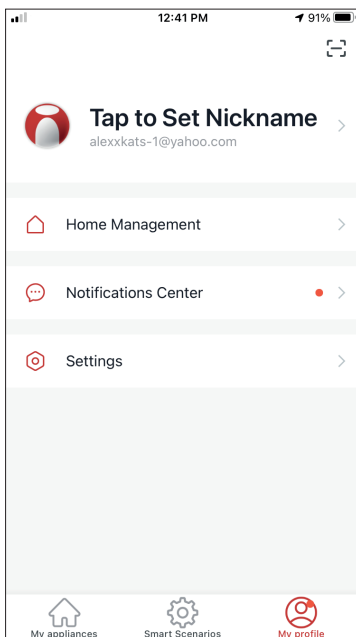 12:41 PM
91%
Tap to Set Nickname
alexxkats-1@yahoo.com
Home Management
Notifications Center
Settings
My appliances
Smart Scenarios
My profile